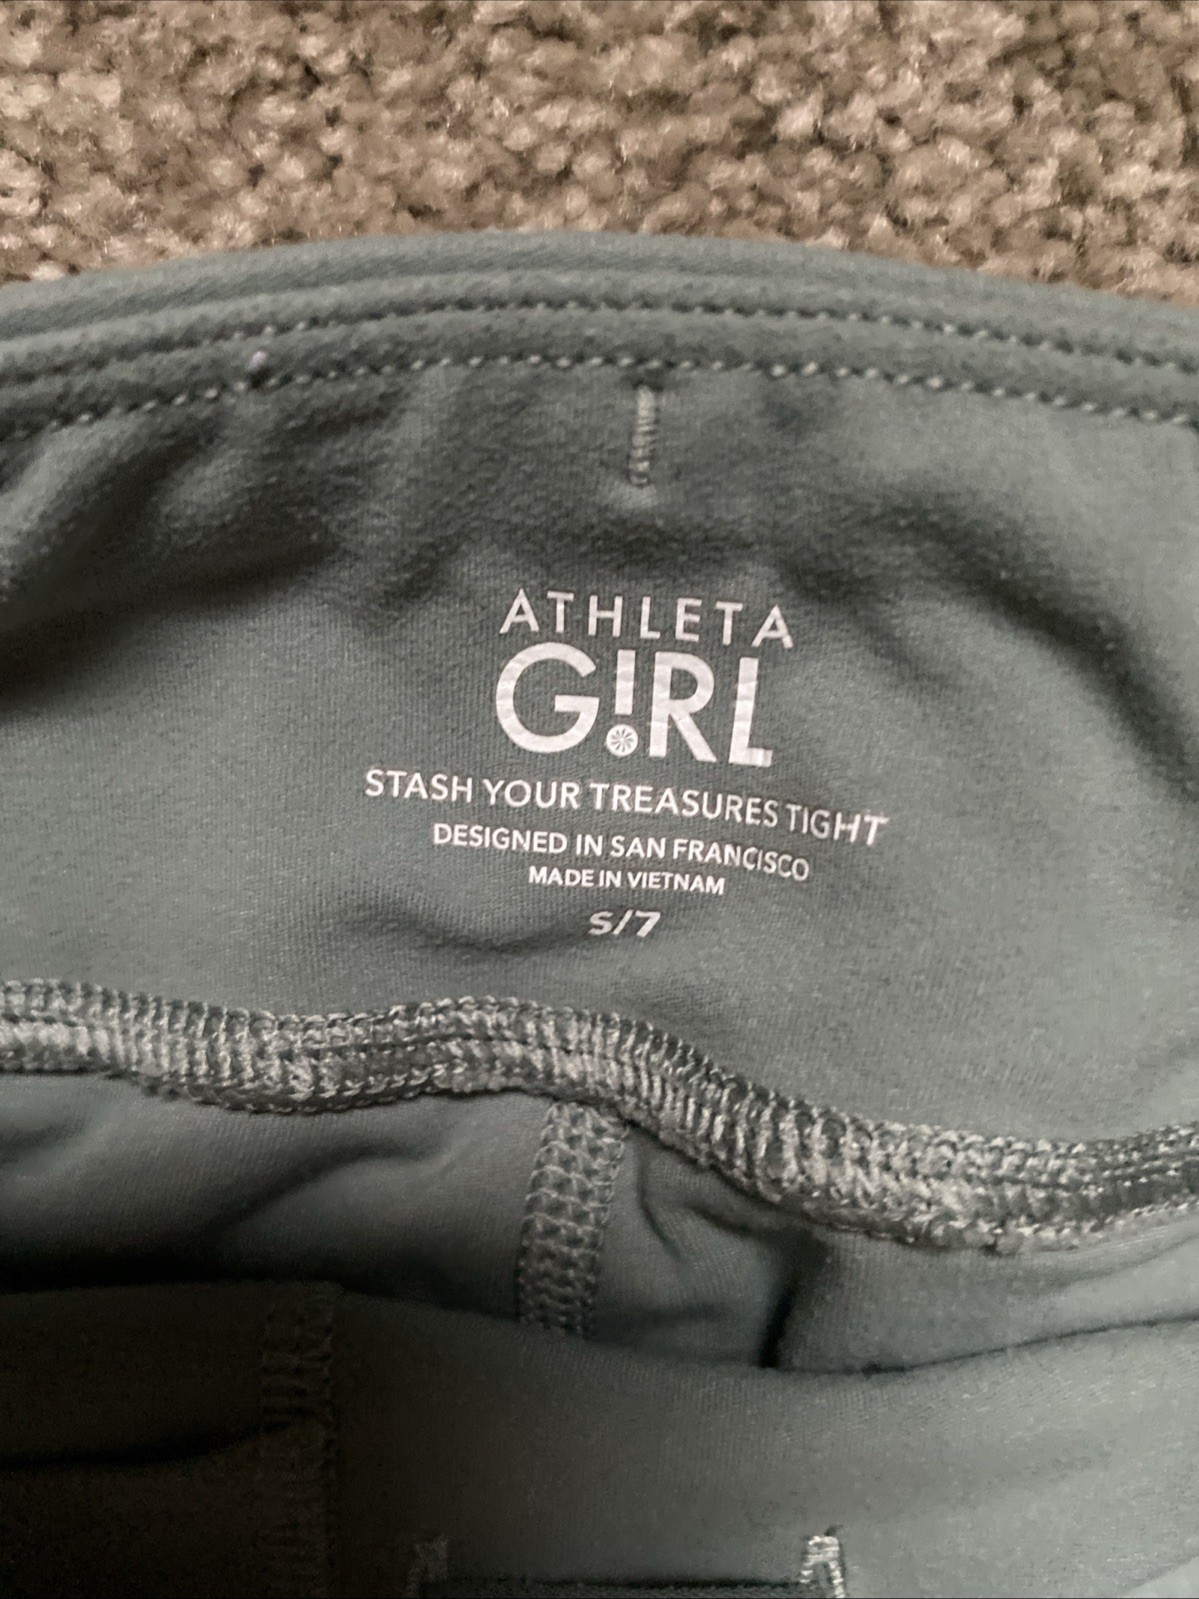 ATHLETA
G!RL
STASH YOUR TREASURES TIGHT
DESIGNED IN SAN FRANCISCO
MADE IN VIETNAM
S/7